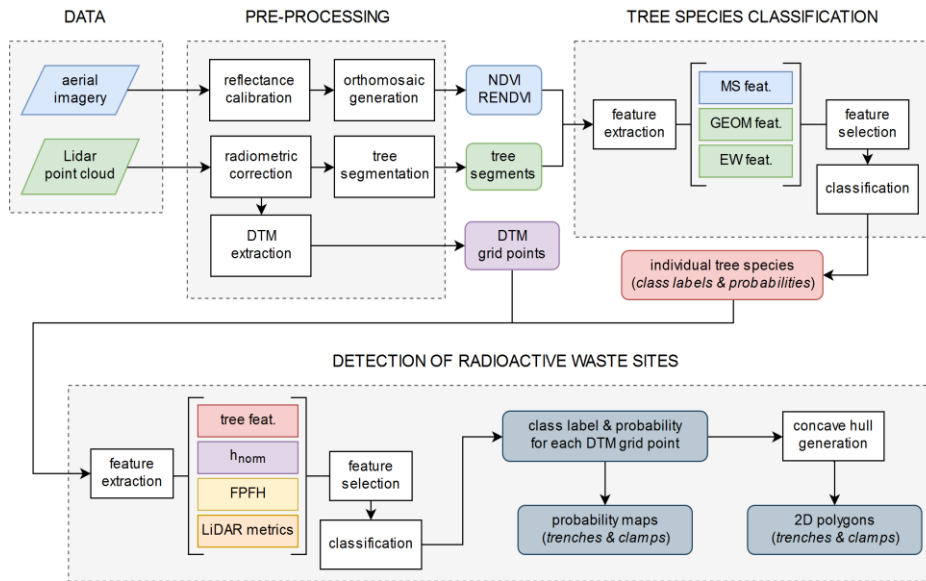 DATA
PRE-PROCESSING
TREE SPECIES CLASSIFICATION
aerial
imagery
reflectance
calibration
orthomosaic
generation
NDVI
RENDVI
Lidar
point cloud
radiometric
correction
tree
segmentation
tree
segments
DTM
extraction
DTM
grid points
feature
extraction
MS feat.
GEOM feat.
EW feat.
feature
selection
classification
individual tree species
(class labels & probabilities)
DETECTION OF RADIOACTIVE WASTE SITES
feature
extraction
tree feat.
hnorm
FPFH
LiDAR metrics
feature
selection
classification
class label & probability
for each DTM grid point
concave hull
generation
probability maps
(trenches & clamps)
2D polygons
(trenches & clamps)